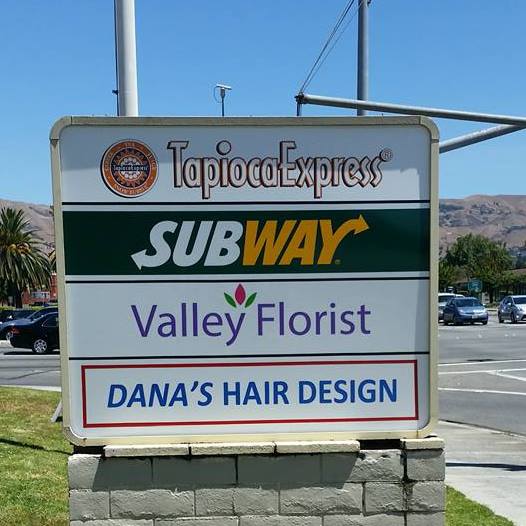 TapiocaExpress®
SUBWAY
Valley Florist
DANA'S HAIR DESIGN